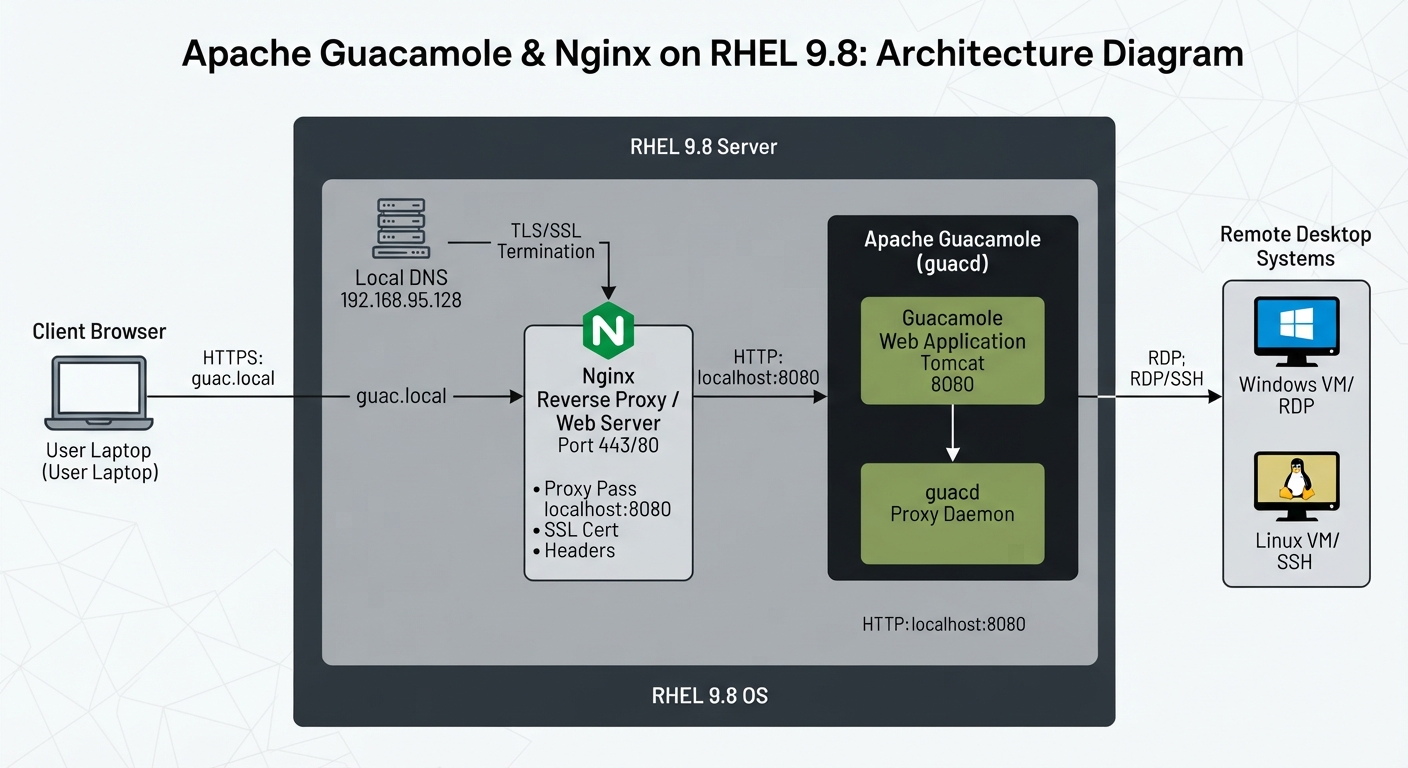 Apache Guacamole & Nginx on RHEL 9.8: Architecture Diagram
RHEL 9.8 Server
Local DNS
192.168.95.128
TLS/SSL
Termination
Client Browser
User Laptop
(User Laptop)
HTTPS:
guac.local
guac.local
N
Nginx
Reverse Proxy /
Web Server
Port 443/80
• Proxy Pass
localhost:8080
• SSL Cert
• Headers
HTTP:
localhost:8080
Apache Guacamole
(guacd)
Guacamole
Web Application
Tomcat
8080
guacd
Proxy Daemon
HTTP:localhost:8080
RDP;
RDP/SSH
Remote Desktop
Systems
Windows VM/
RDP
Linux VM/
SSH
RHEL 9.8 OS